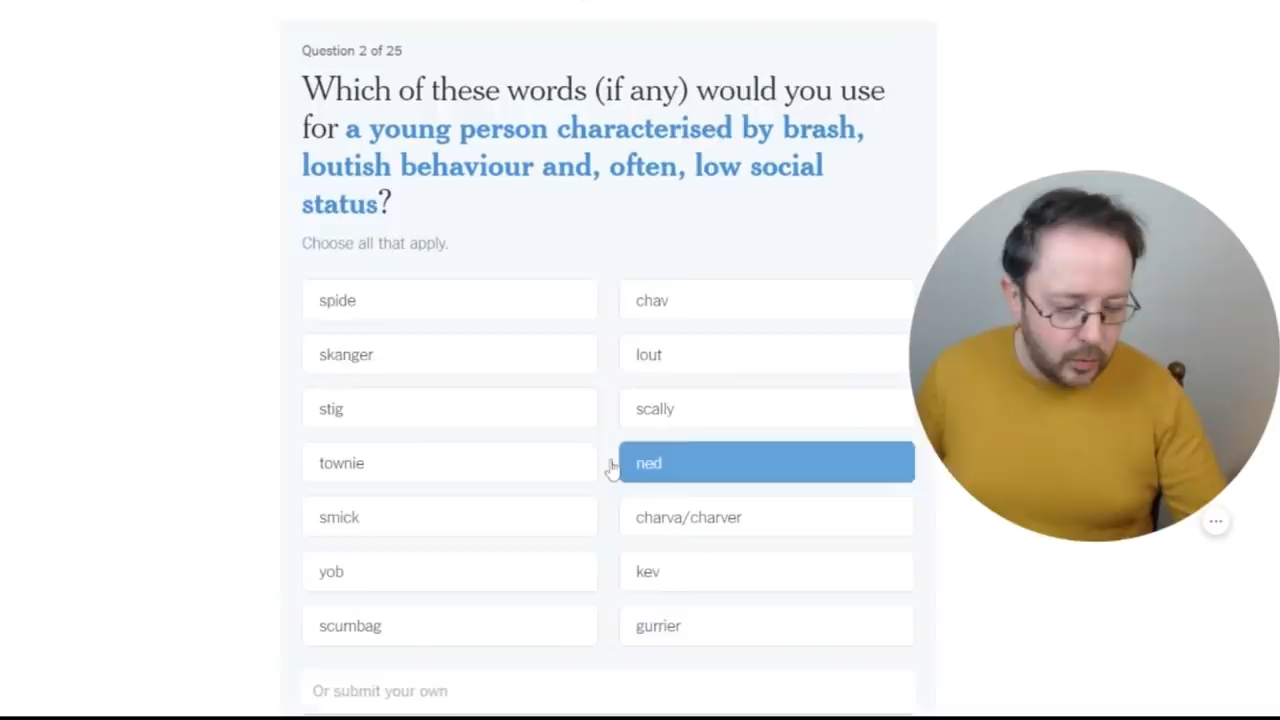 Question 2 of 25
Which of these words (if any) would you use
for a young person characterised by brash,
loutish behaviour and, often, low social
status?
Choose all that apply.
spide
chav
skanger
lout
stig
scally
townie
ned
smick
charva/charver
yob
kev
scumbag
gurrier
Or submit your own